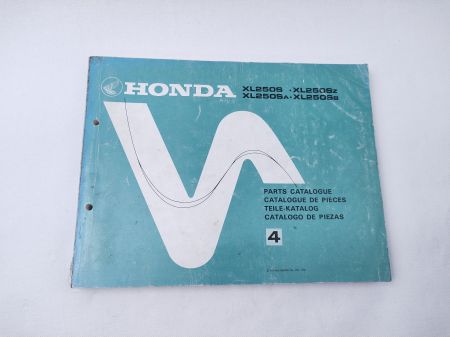 HONDA
XL250S · XL250Sz
XL250SA · XL250SB
PARTS CATALOGUE
CATALOGUE DE PIECES
TEILE-KATALOG
CATALOGO DE PIEZAS
4